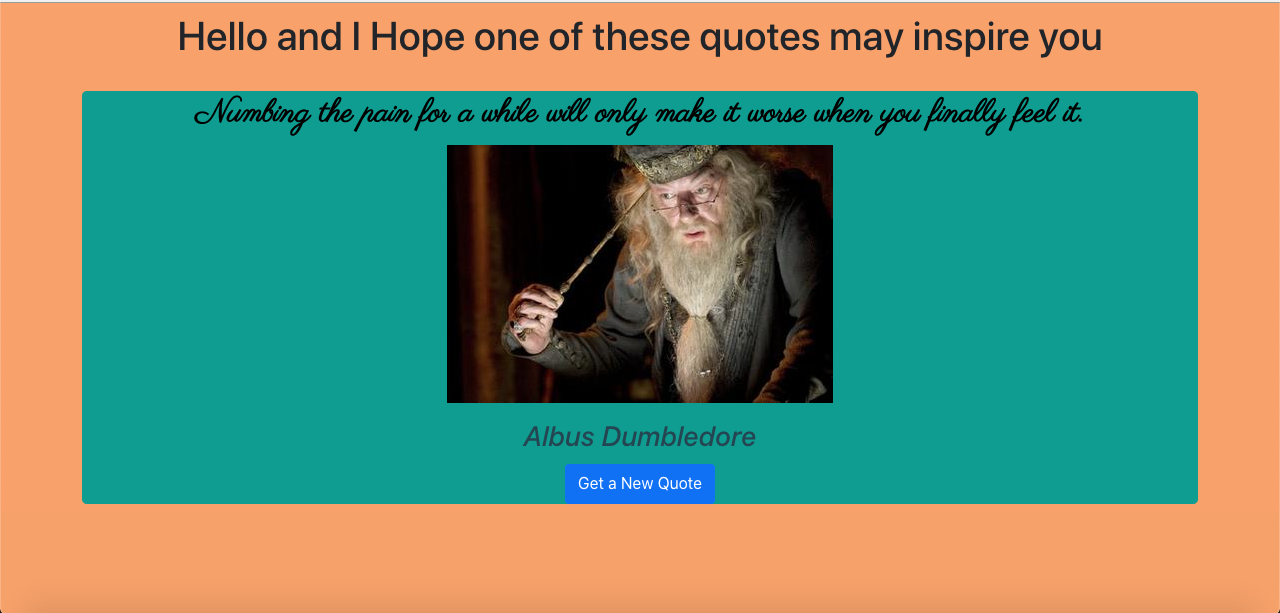 Hello and I Hope one of these quotes may inspire you
Numbing the pain for a while will only make it worse when you finally feel it.
Albus Dumbledore
Get a New Quote